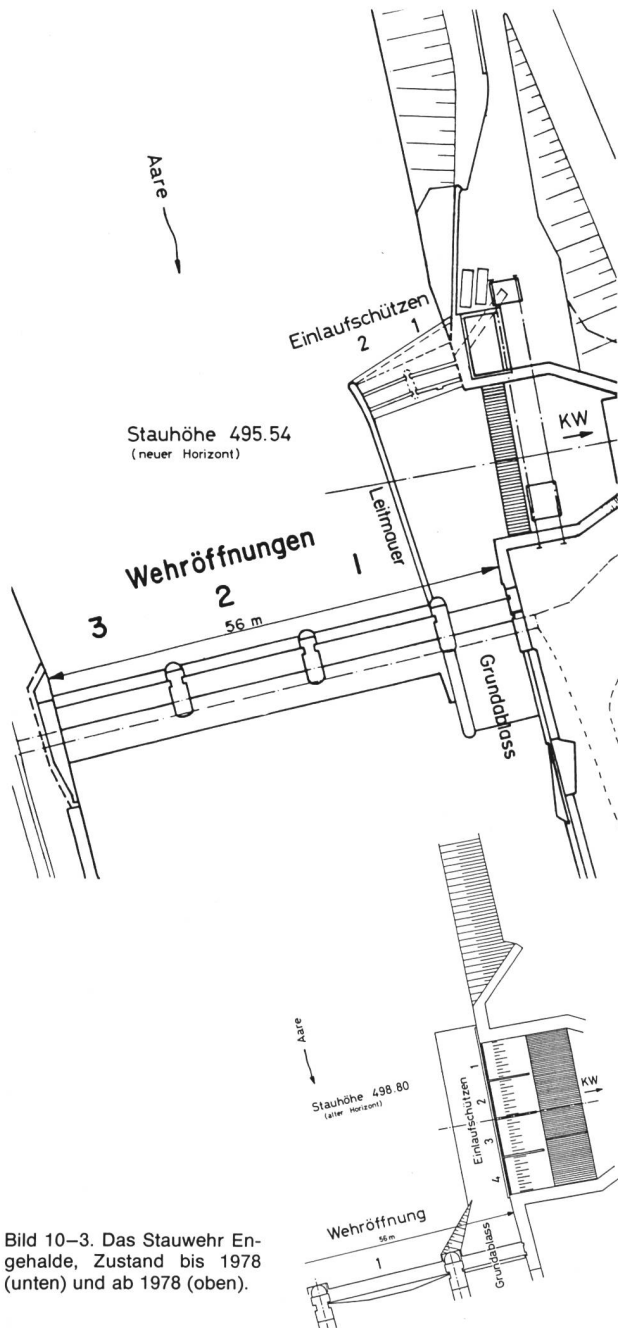 Aare
Einlaufschützen
2 1
Stauhöhe 495.54
(neuer Horizont)
KW
Leitmauer
Wehröffnungen
3 2 1
56 m
Grundablass
Aare
Stauhöhe 498.80
(alter Horizont)
Einlaufschützen
1
2
3
4
KW
Wehröffnung
56 m
1
Grundablass
Bild 10–3. Das Stauwehr En-
gehalde, Zustand bis 1978
(unten) und ab 1978 (oben).